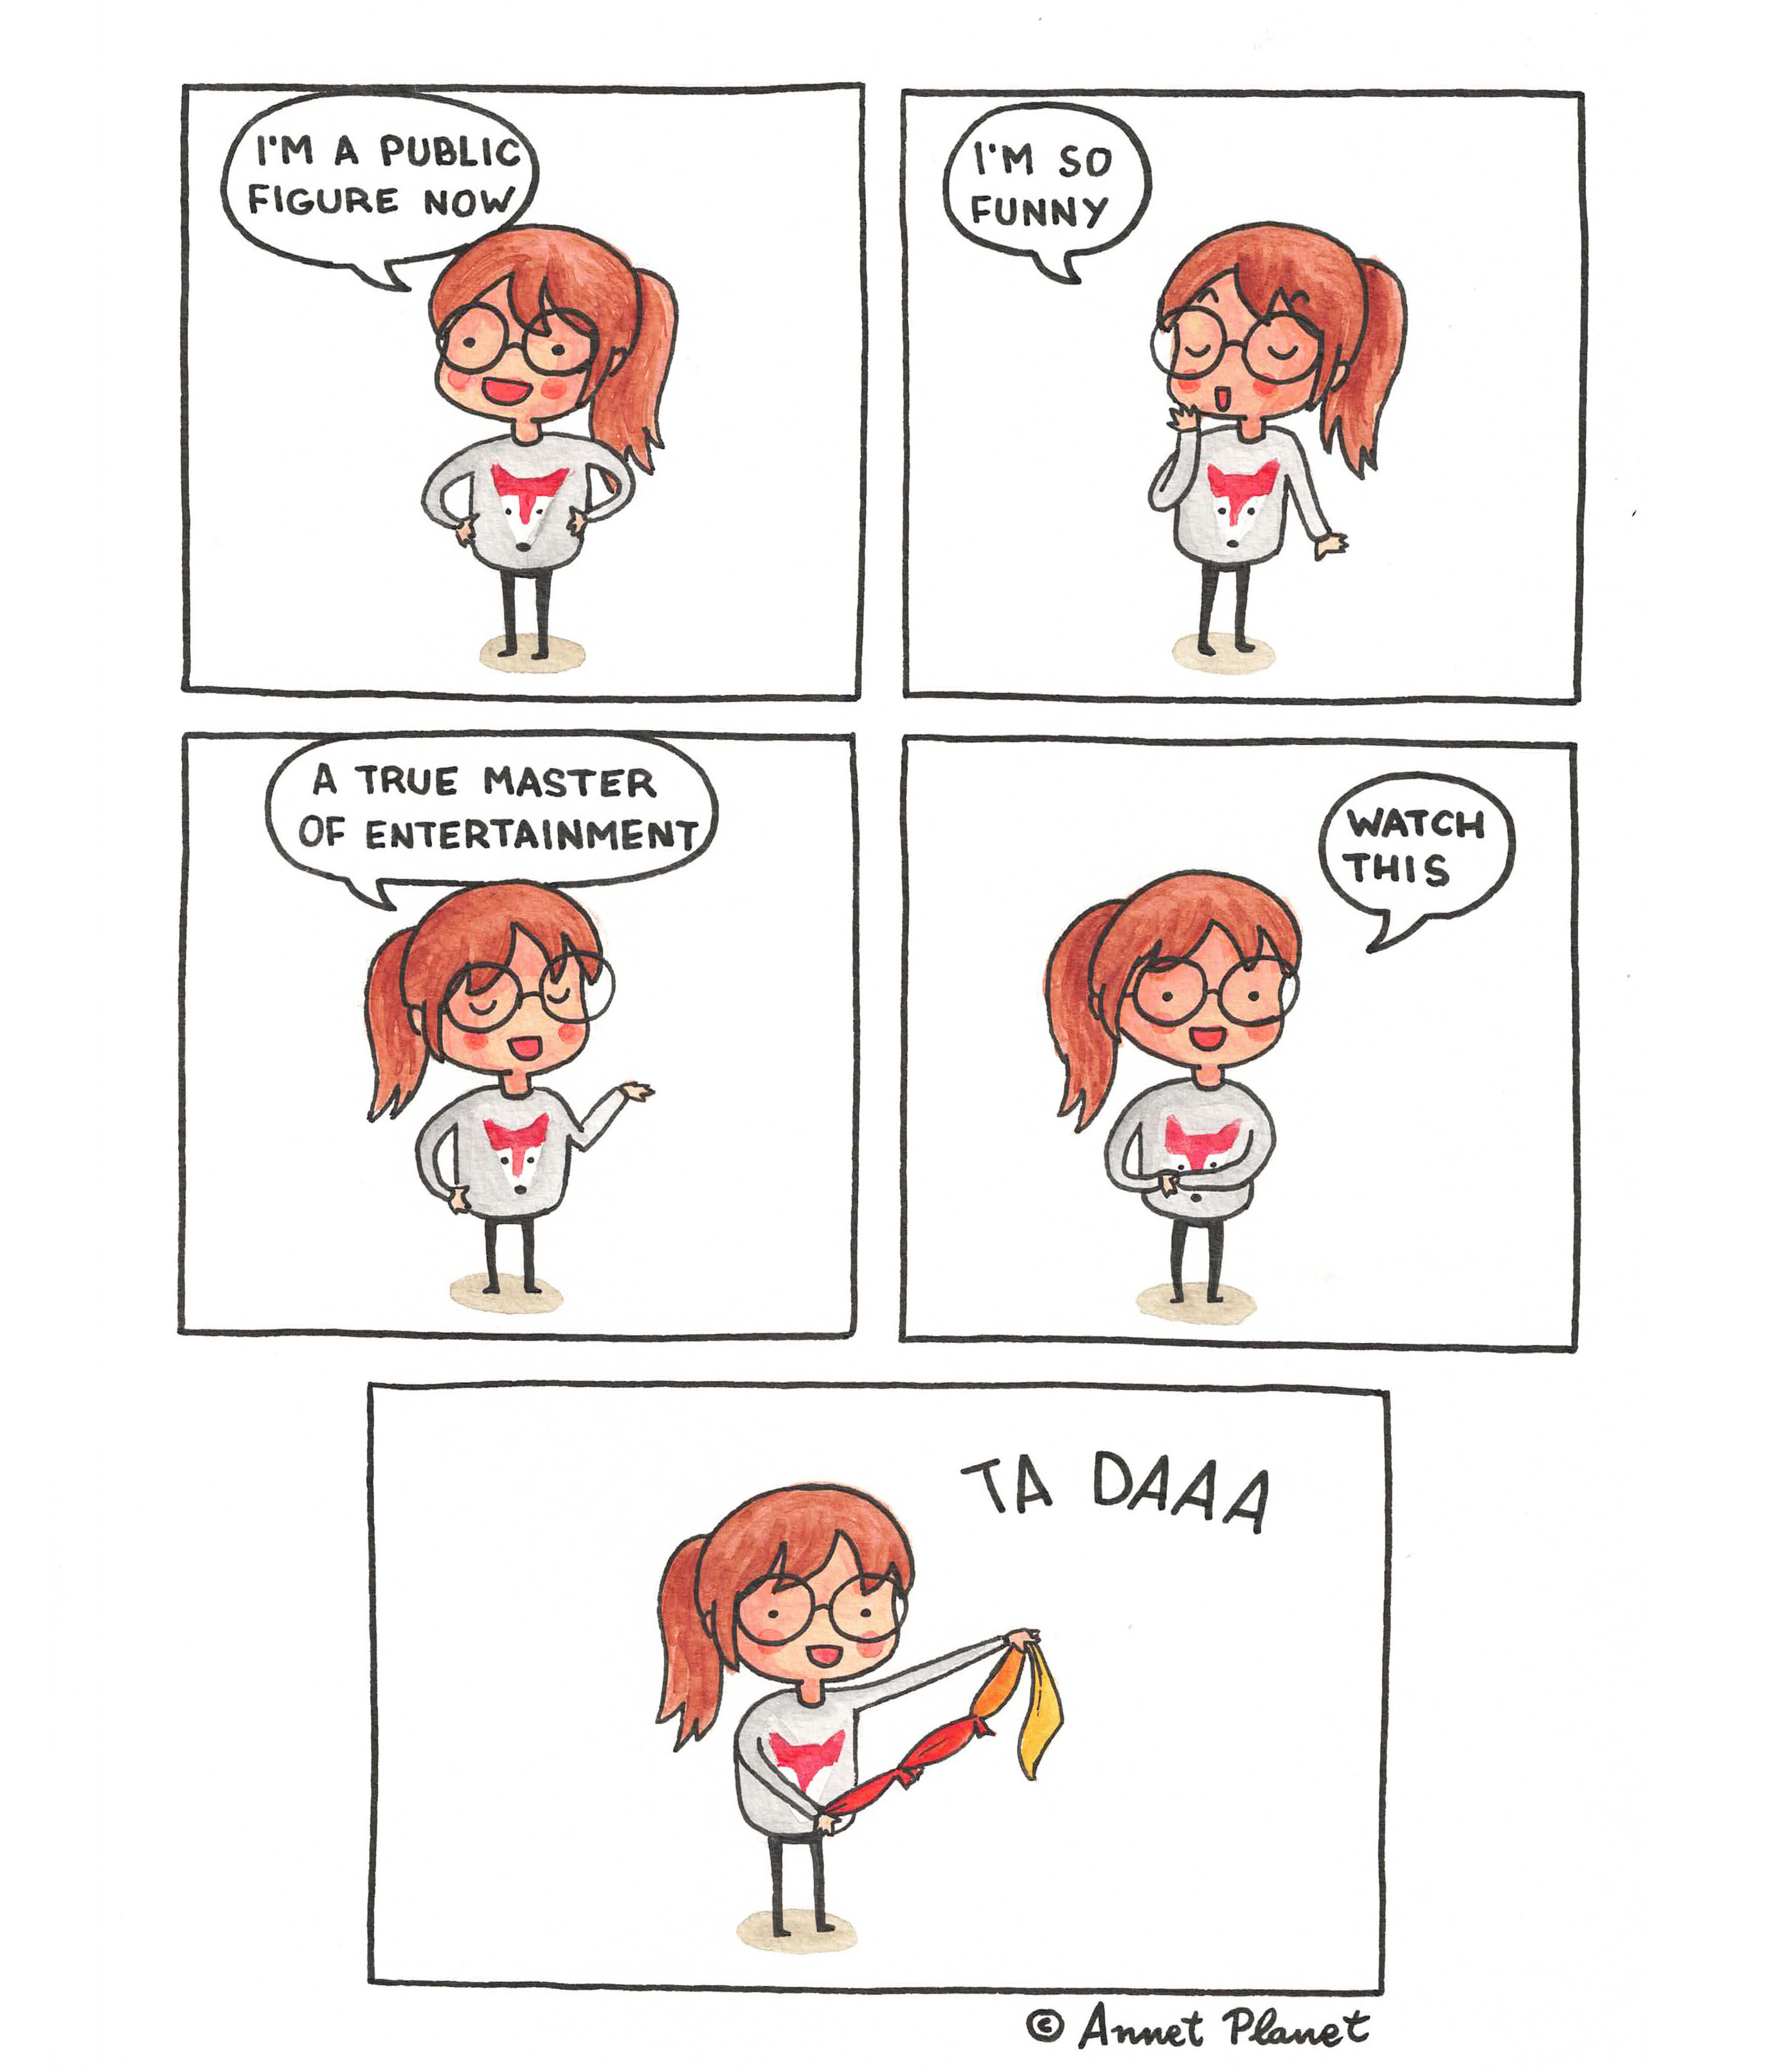 I'M A PUBLIC
FIGURE NOW
I'M SO
FUNNY
A TRUE MASTER
OF ENTERTAINMENT
WATCH
THIS
TA DAAA
© Annet Planet